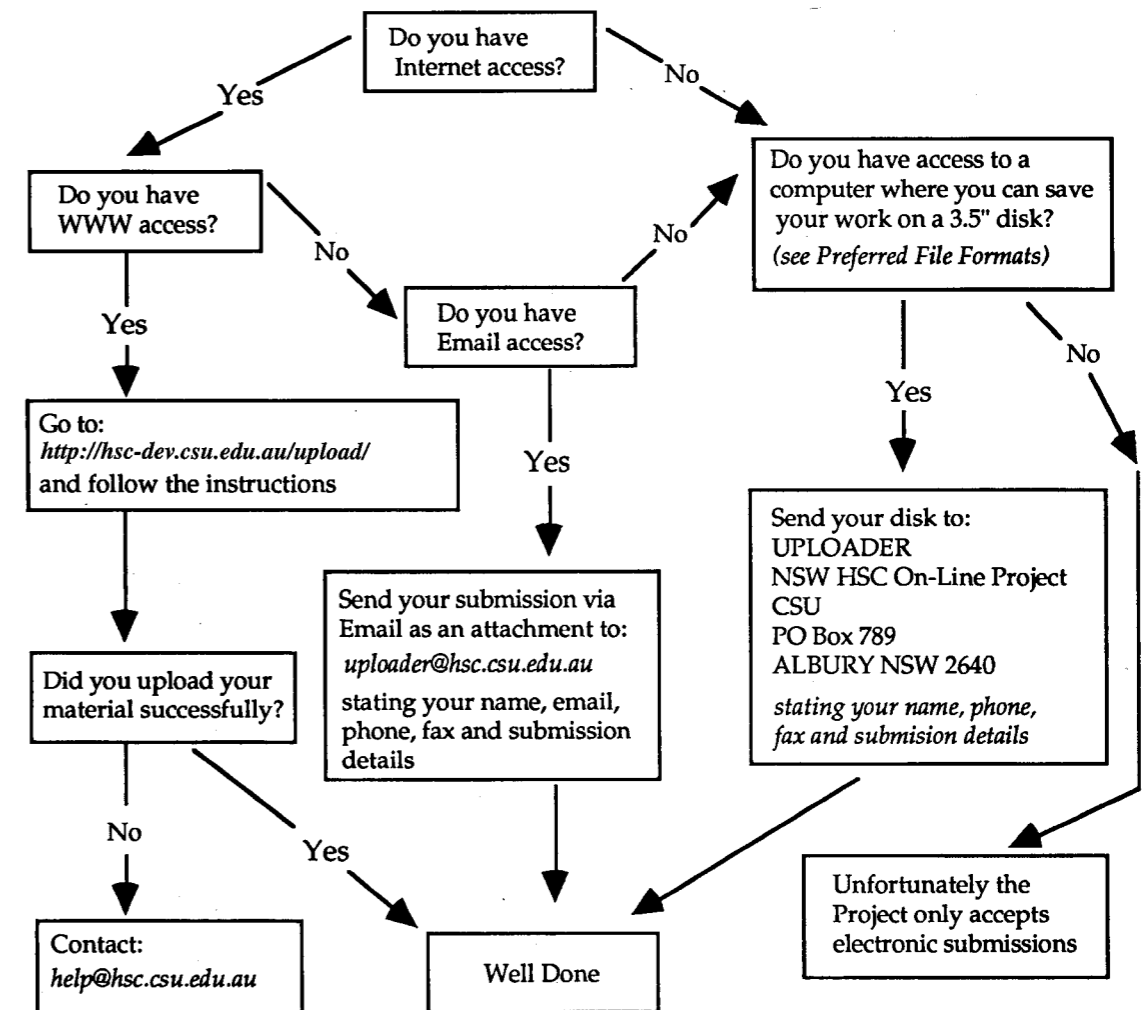 Do you have
Internet access?
Yes
No
Do you have
WWW access?
Do you have access to a
computer where you can save
your work on a 3.5" disk?
(see Preferred File Formats)
No
No
Do you have
Email access?
Yes
No
Yes
Go to:
http://hsc-dev.csu.edu.au/upload/
and follow the instructions
Yes
Send your disk to:
UPLOADER
NSW HSC On-Line Project
CSU
PO Box 789
ALBURY NSW 2640
stating your name, phone,
fax and submision details
Send your submission via
Email as an attachment to:
uploader@hsc.csu.edu.au
stating your name, email,
phone, fax and submission
details
Did you upload your
material successfully?
No
Yes
Unfortunately the
Project only accepts
electronic submissions
Contact:
help@hsc.csu.edu.au
Well Done